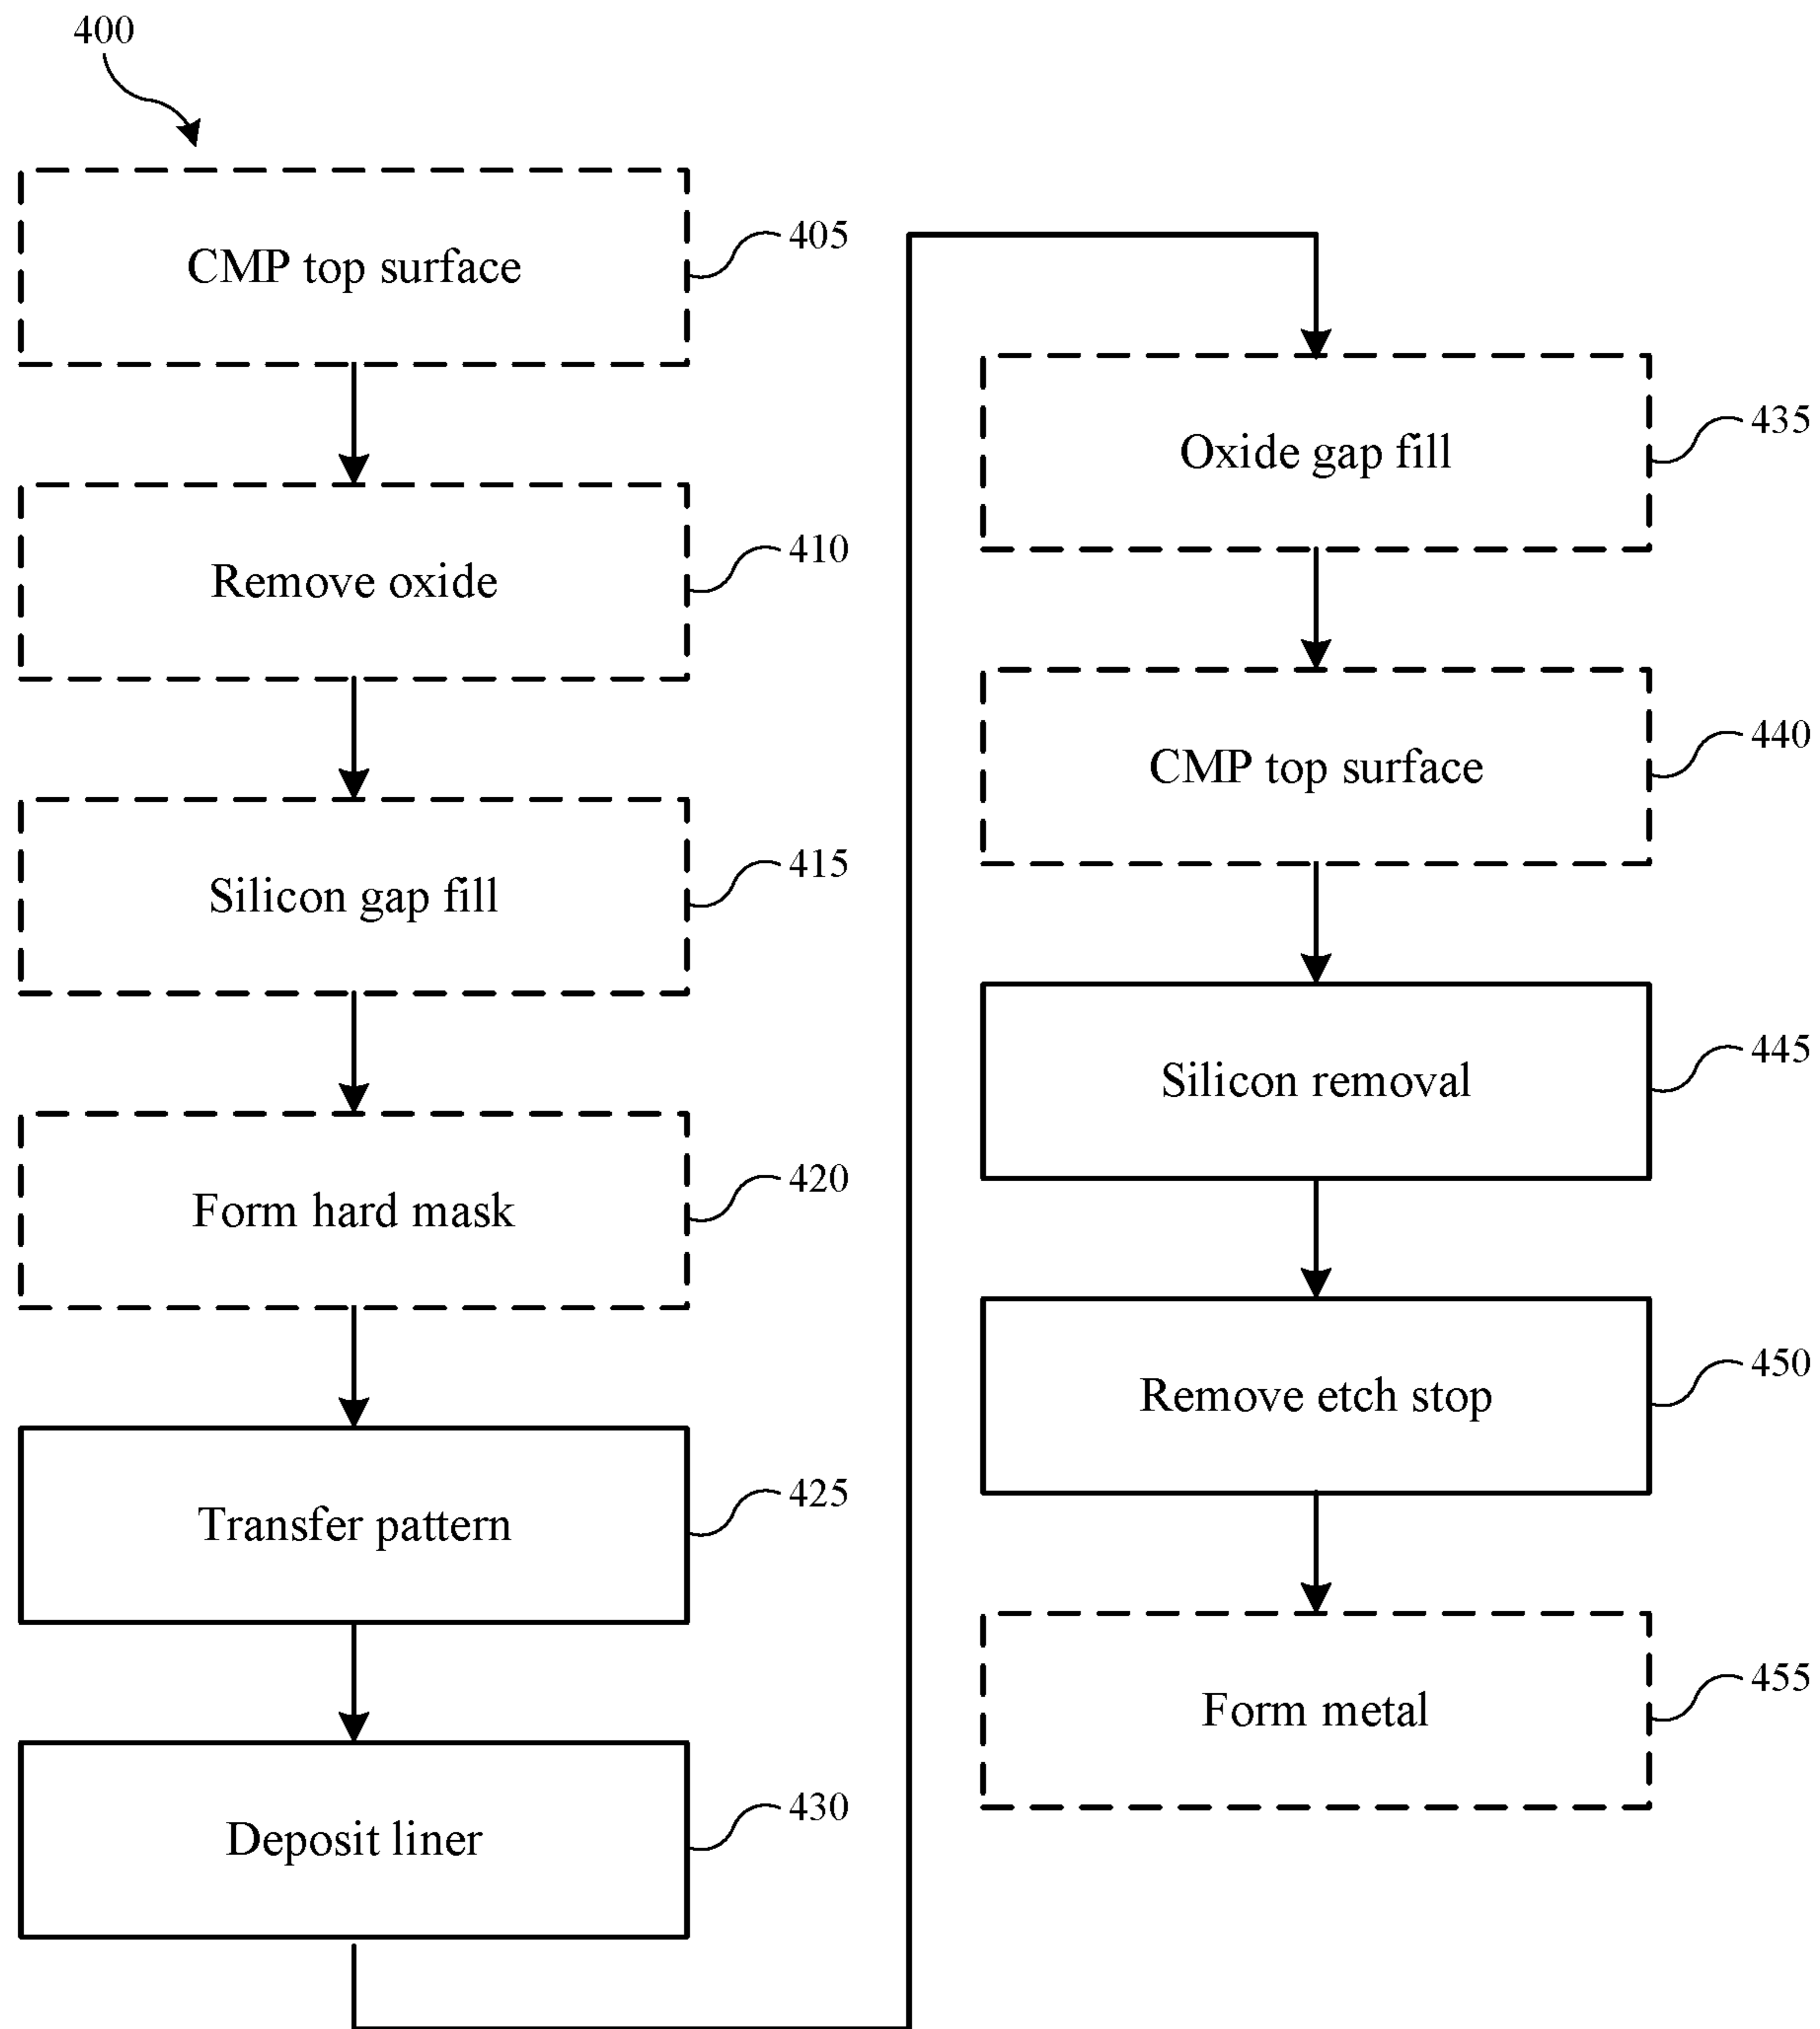 400
CMP top surface
405
Remove oxide
410
Silicon gap fill
415
Form hard mask
420
Transfer pattern
425
Deposit liner
430
Oxide gap fill
435
CMP top surface
440
Silicon removal
445
Remove etch stop
450
Form metal
455